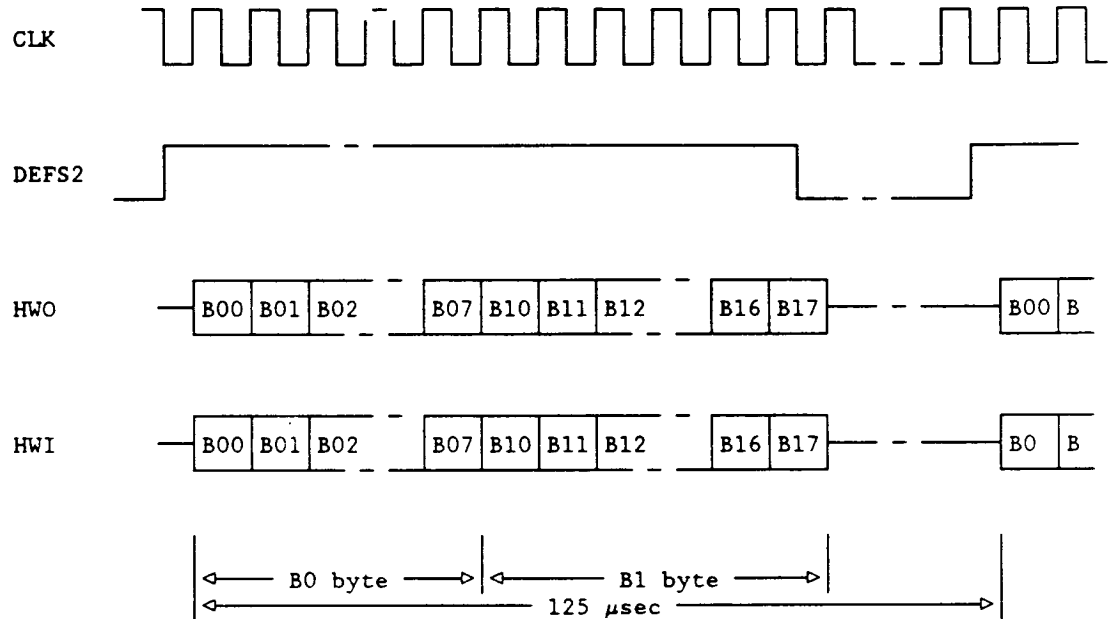 CLK
DEFS2
HWO B00 B01 B02 B07 B10 B11 B12 B16 B17 B00 B
HWI B00 B01 B02 B07 B10 B11 B12 B16 B17 B0 B
B0 byte B1 byte
125 μsec